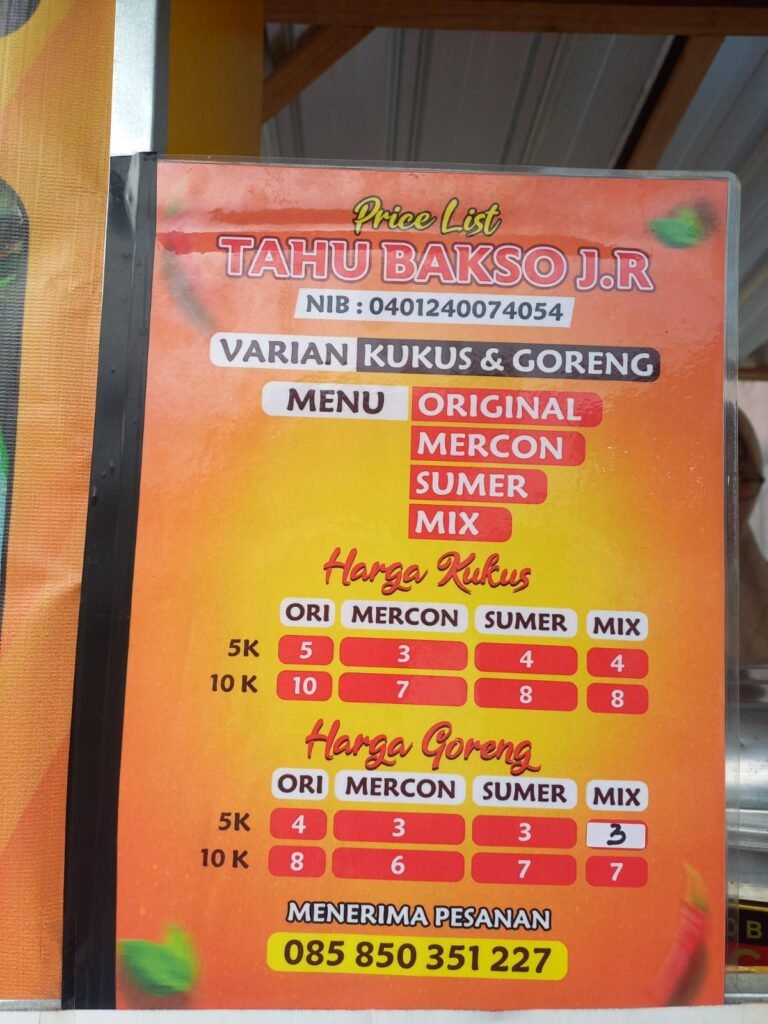 Price List
TAHU BAKSO J.R
NIB : 0401240074054
VARIAN KUKUS & GORENG
MENU ORIGINAL
MERCON
SUMER
MIX
Harga Kukus
ORI MERCON SUMER MIX
5K 5 3 4 4
10 K 10 7 8 8
Harga Goreng
ORI MERCON SUMER MIX
5K 4 3 3 3
10 K 8 6 7 7
MENERIMA PESANAN
085 850 351 227